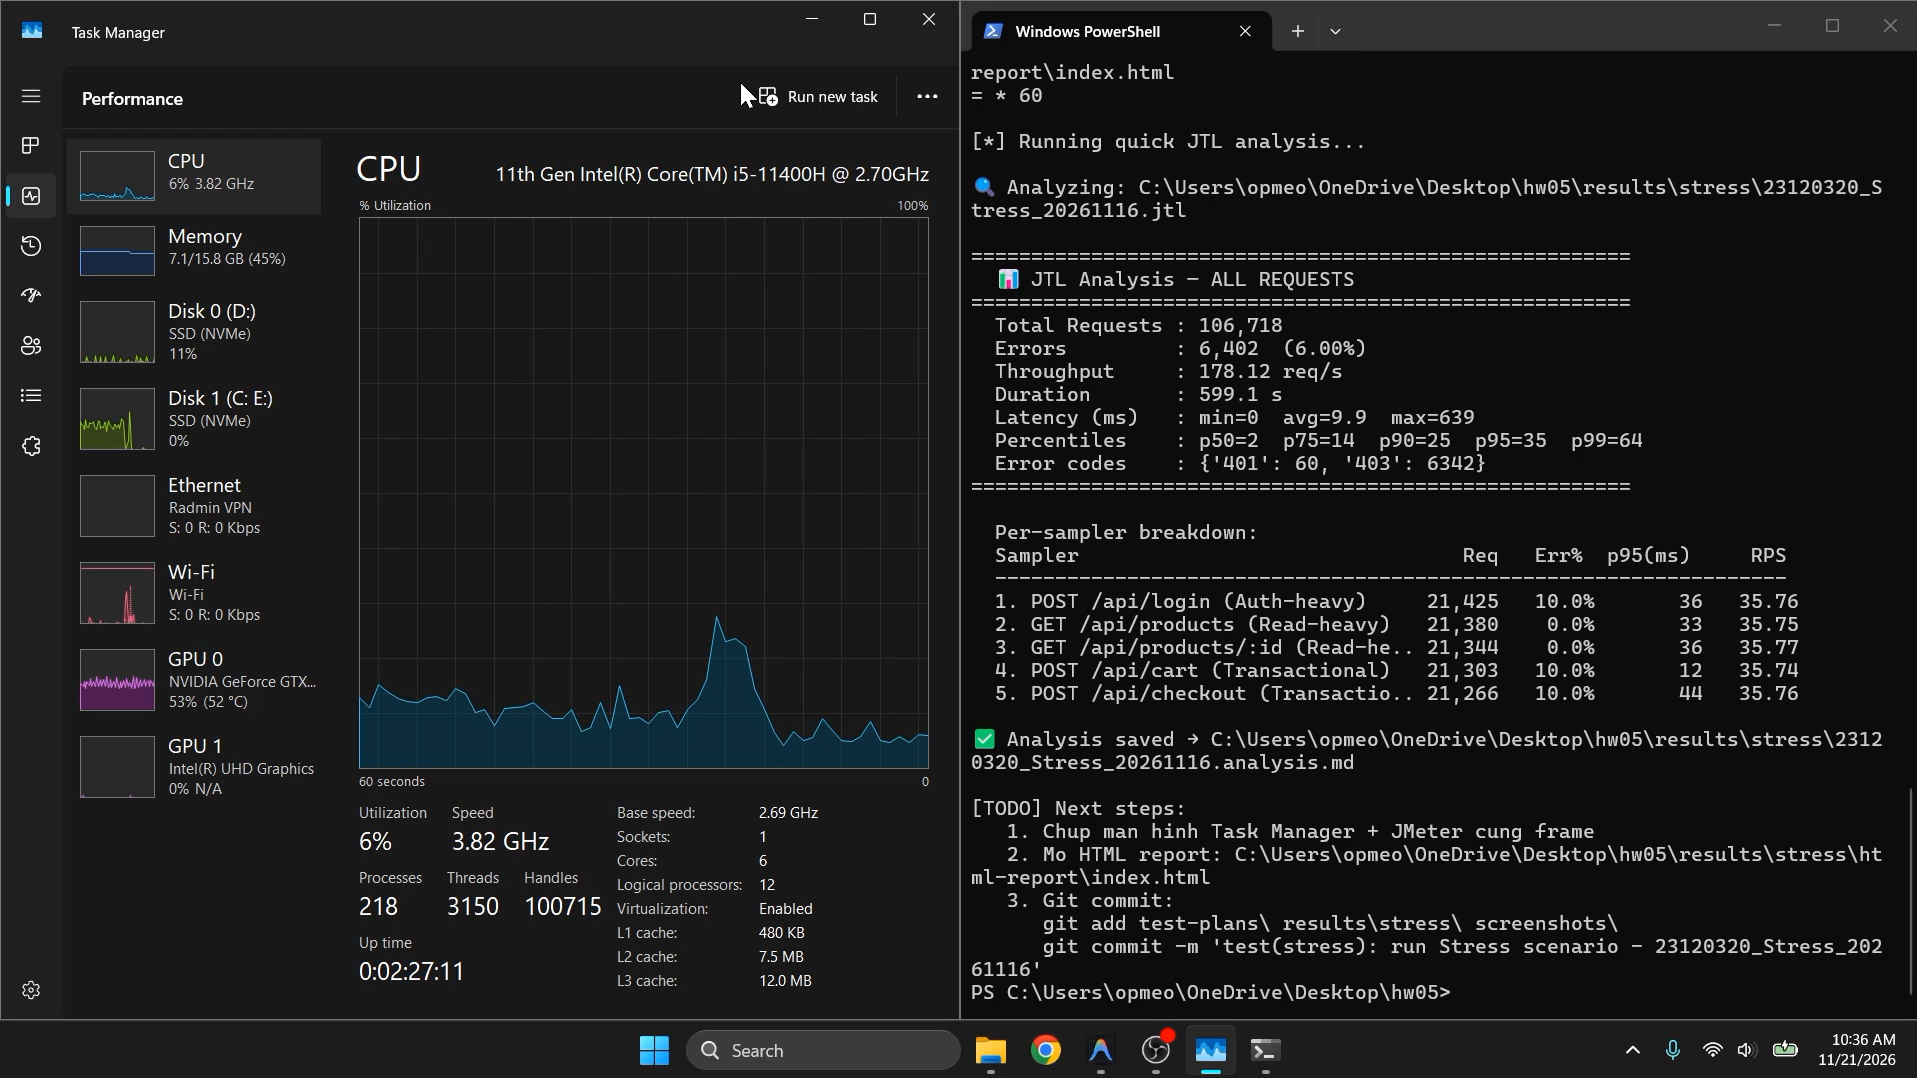 Task Manager
Performance
Run new task
CPU
6% 3.82 GHz
Memory
7.1/15.8 GB (45%)
Disk 0 (D:)
SSD (NVMe)
11%
Disk 1 (C: E:)
SSD (NVMe)
0%
Ethernet
Radmin VPN
S: 0 R: 0 Kbps
Wi-Fi
Wi-Fi
S: 0 R: 0 Kbps
GPU 0
NVIDIA GeForce GTX...
53% (52 °C)
GPU 1
Intel(R) UHD Graphics
0% N/A
CPU
11th Gen Intel(R) Core(TM) i5-11400H @ 2.70GHz
% Utilization 100%
60 seconds 0
Utilization Speed
6% 3.82 GHz
Processes Threads Handles
218 3150 100715
Up time
0:02:27:11
Base speed: 2.69 GHz
Sockets: 1
Cores: 6
Logical processors: 12
Virtualization: Enabled
L1 cache: 480 KB
L2 cache: 7.5 MB
L3 cache: 12.0 MB
Windows PowerShell
report\index.html
= * 60
[*] Running quick JTL analysis...
🔍 Analyzing: C:\Users\opmeo\OneDrive\Desktop\hw05\results\stress\23120320_S
tress_20261116.jtl
=======================================================
📊 JTL Analysis — ALL REQUESTS
=======================================================
Total Requests : 106,718
Errors : 6,402 (6.00%)
Throughput : 178.12 req/s
Duration : 599.1 s
Latency (ms) : min=0 avg=9.9 max=639
Percentiles : p50=2 p75=14 p90=25 p95=35 p99=64
Error codes : {'401': 60, '403': 6342}
=======================================================
Per-sampler breakdown:
Sampler Req Err% p95(ms) RPS
------------------------------------------------------------------
1. POST /api/login (Auth-heavy) 21,425 10.0% 36 35.76
2. GET /api/products (Read-heavy) 21,380 0.0% 33 35.75
3. GET /api/products/:id (Read-he.. 21,344 0.0% 36 35.77
4. POST /api/cart (Transactional) 21,303 10.0% 12 35.74
5. POST /api/checkout (Transactio.. 21,266 10.0% 44 35.76
✅ Analysis saved → C:\Users\opmeo\OneDrive\Desktop\hw05\results\stress\2312
0320_Stress_20261116.analysis.md
[TODO] Next steps:
1. Chup man hinh Task Manager + JMeter cung frame
2. Mo HTML report: C:\Users\opmeo\OneDrive\Desktop\hw05\results\stress\ht
ml-report\index.html
3. Git commit:
git add test-plans\ results\stress\ screenshots\
git commit -m 'test(stress): run Stress scenario - 23120320_Stress_202
61116'
PS C:\Users\opmeo\OneDrive\Desktop\hw05>
Search
10:36 AM
11/21/2026